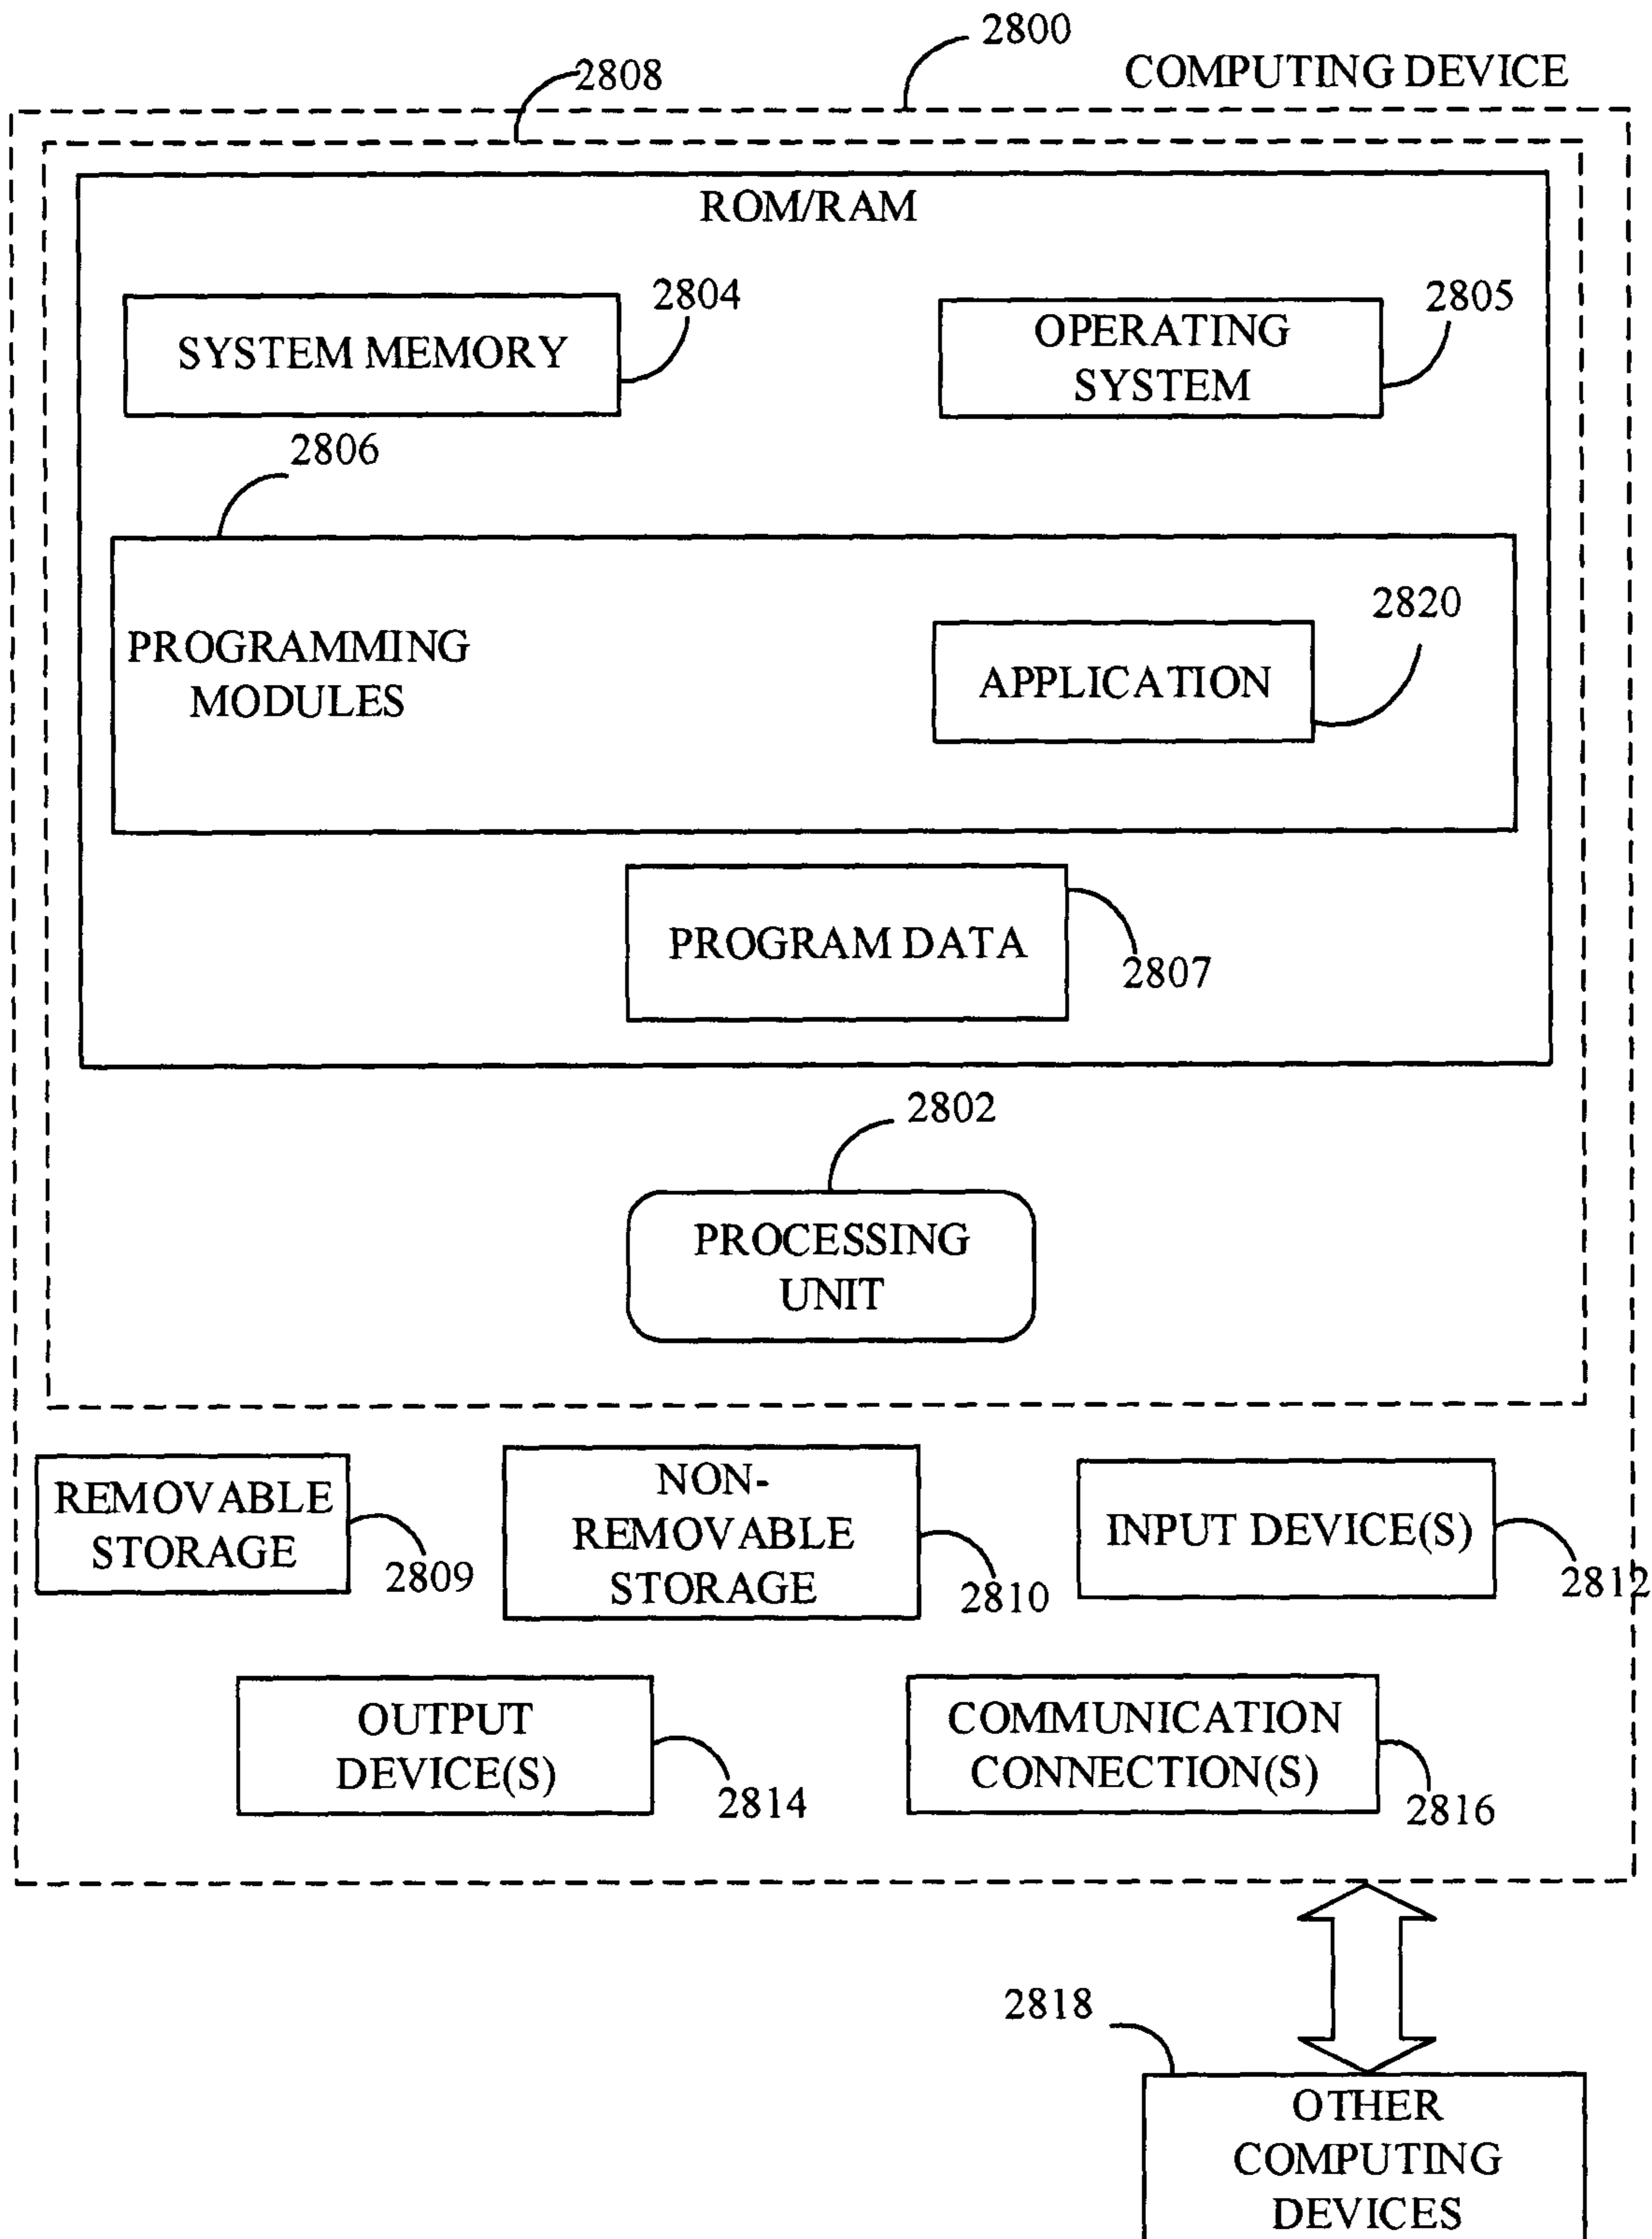 2800
2808
COMPUTING DEVICE
ROM/RAM
2804
2805
SYSTEM MEMORY
OPERATING
SYSTEM
2806
2820
PROGRAMMING
MODULES
APPLICATION
PROGRAM DATA
2807
2802
PROCESSING
UNIT
REMOVABLE
STORAGE
2809
NON-
REMOVABLE
STORAGE
2810
INPUT DEVICE(S)
2812
OUTPUT
DEVICE(S)
2814
COMMUNICATION
CONNECTION(S)
2816
2818
OTHER
COMPUTING
DEVICES